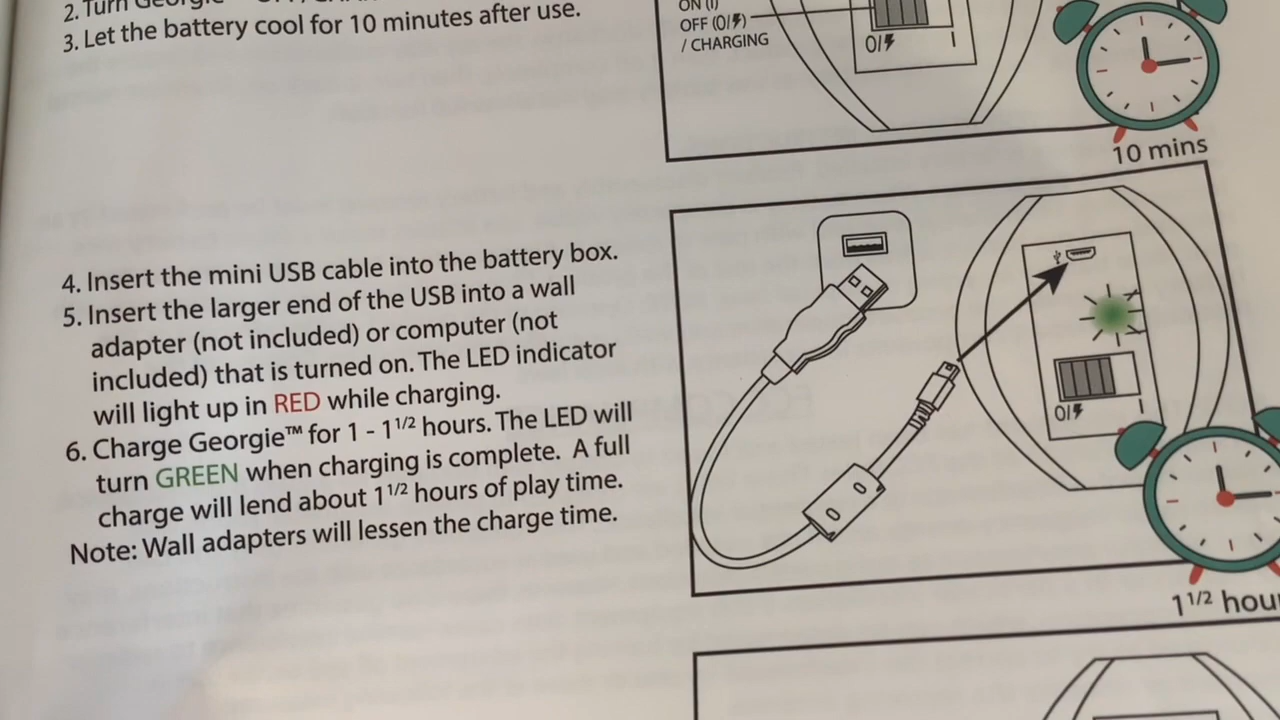 2. Turn Georgie
3. Let the battery cool for 10 minutes after use.
ON (I)
OFF (O/⚡)
/ CHARGING
O/⚡ I
10 mins
4. Insert the mini USB cable into the battery box.
5. Insert the larger end of the USB into a wall
adapter (not included) or computer (not
included) that is turned on. The LED indicator
will light up in RED while charging.
6. Charge Georgie™ for 1 - 1 1/2 hours. The LED will
turn GREEN when charging is complete. A full
charge will lend about 1 1/2 hours of play time.
Note: Wall adapters will lessen the charge time.
O/⚡ I
1 1/2 hou